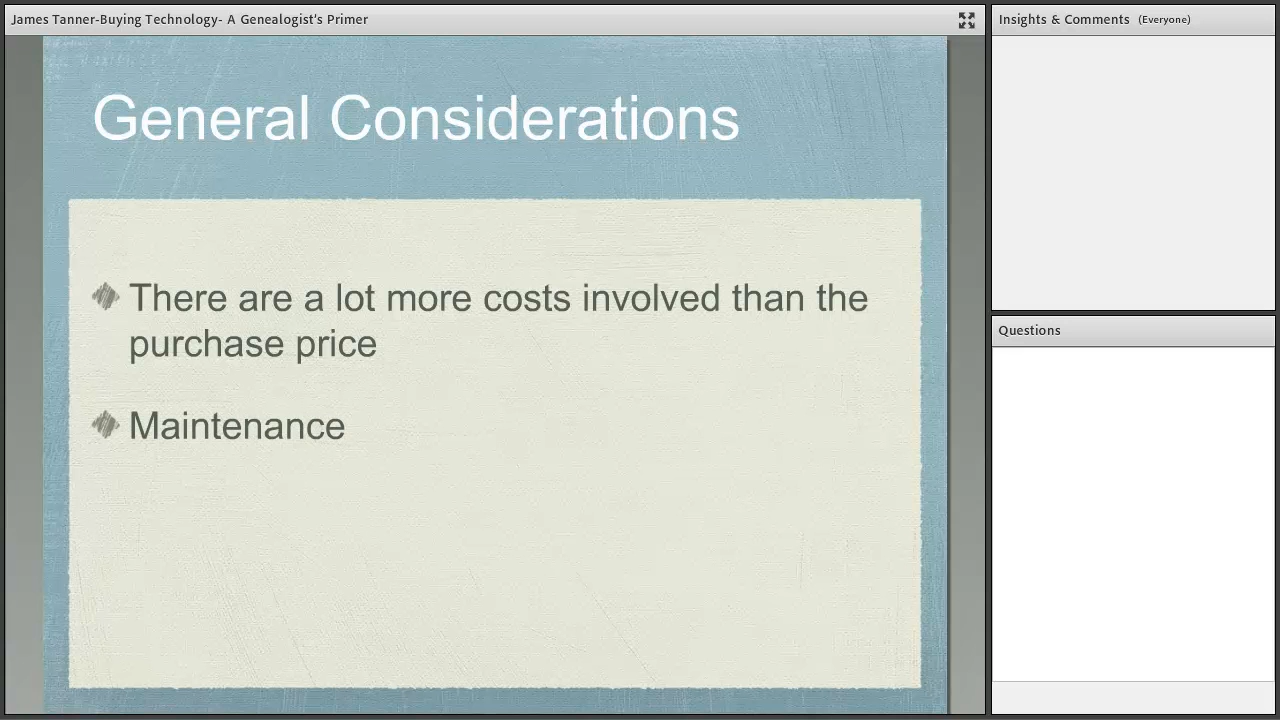 James Tanner-Buying Technology- A Genealogist's Primer
Insights & Comments (Everyone)
General Considerations
There are a lot more costs involved than the
purchase price
Maintenance
Questions